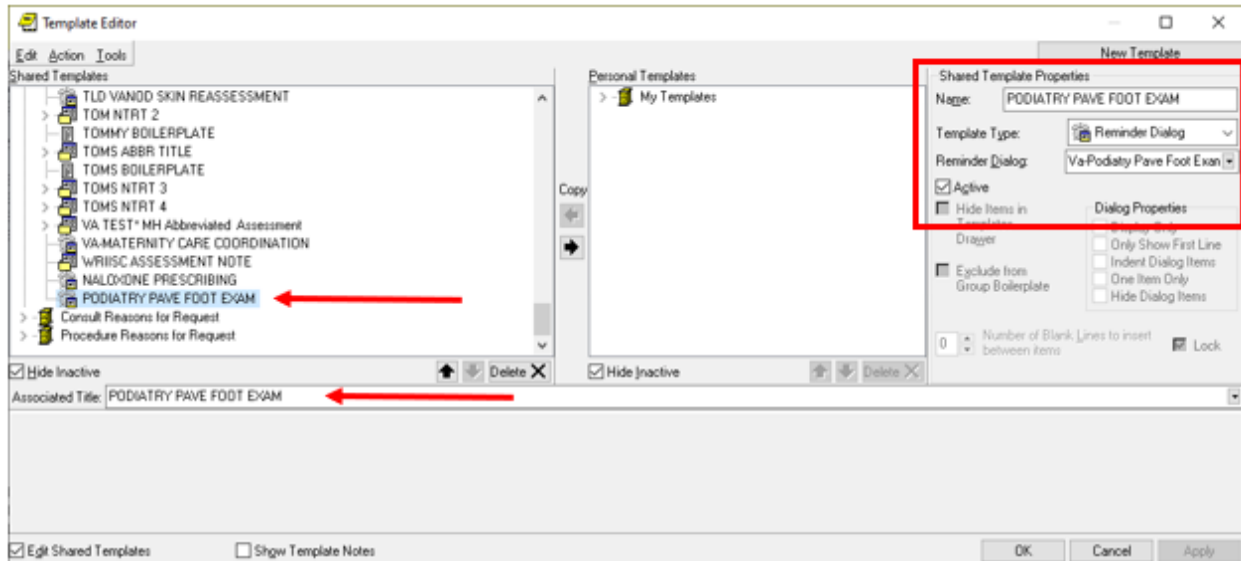 Template Editor
Edit Action Tools
New Template
Shared Templates
TLD VANOD SKIN REASSESSMENT
TOM NTRT 2
TOMMY BOILERPLATE
TOMS ABBR TITLE
TOMS BOILERPLATE
TOMS NTRT 3
TOMS NTRT 4
VA TEST* MH Abbreviated Assessment
VA-MATERNITY CARE COORDINATION
WRIISC ASSESSMENT NOTE
NALOXONE PRESCRIBING
PODIATRY PAVE FOOT EXAM
Consult Reasons for Request
Procedure Reasons for Request
Hide Inactive
Delete
Copy
Personal Templates
My Templates
Hide Inactive
Delete
Shared Template Properties
Name: PODIATRY PAVE FOOT EXAM
Template Type: Reminder Dialog
Reminder Dialog: Va-Podiatry Pave Foot Exan
Active
Hide Items in
Templates
Drawer
Exclude from
Group Boilerplate
Dialog Properties
Display Only
Only Show First Line
Indent Dialog Items
One Item Only
Hide Dialog Items
0 Number of Blank Lines to insert
between items
Lock
Associated Title: PODIATRY PAVE FOOT EXAM
Edit Shared Templates
Show Template Notes
OK Cancel Apply